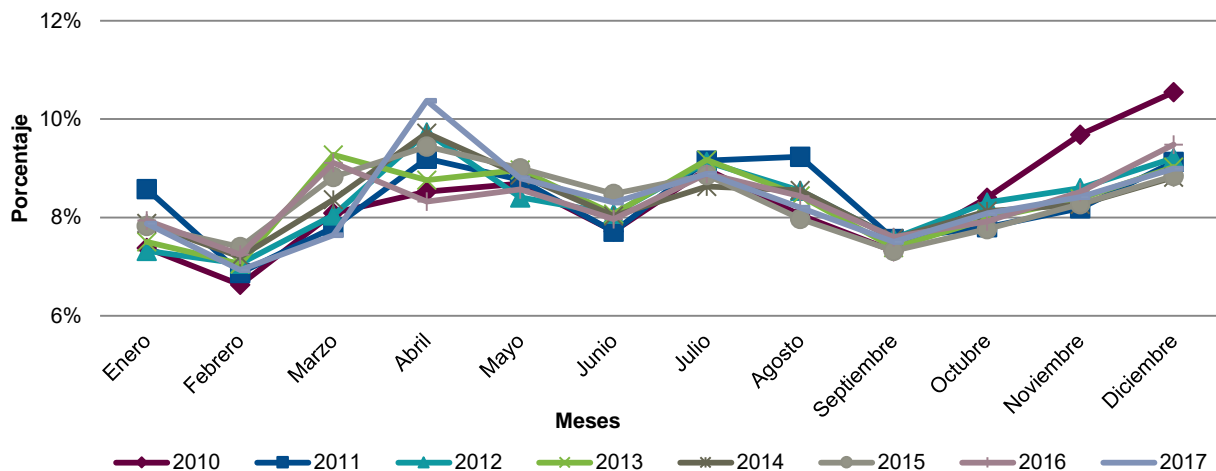 12%
10%
8%
6%
Porcentaje
Enero
Febrero
Marzo
Abril
Mayo
Junio
Julio
Agosto
Septiembre
Octubre
Noviembre
Diciembre
Meses
2010 2011 2012 2013 2014 2015 2016 2017